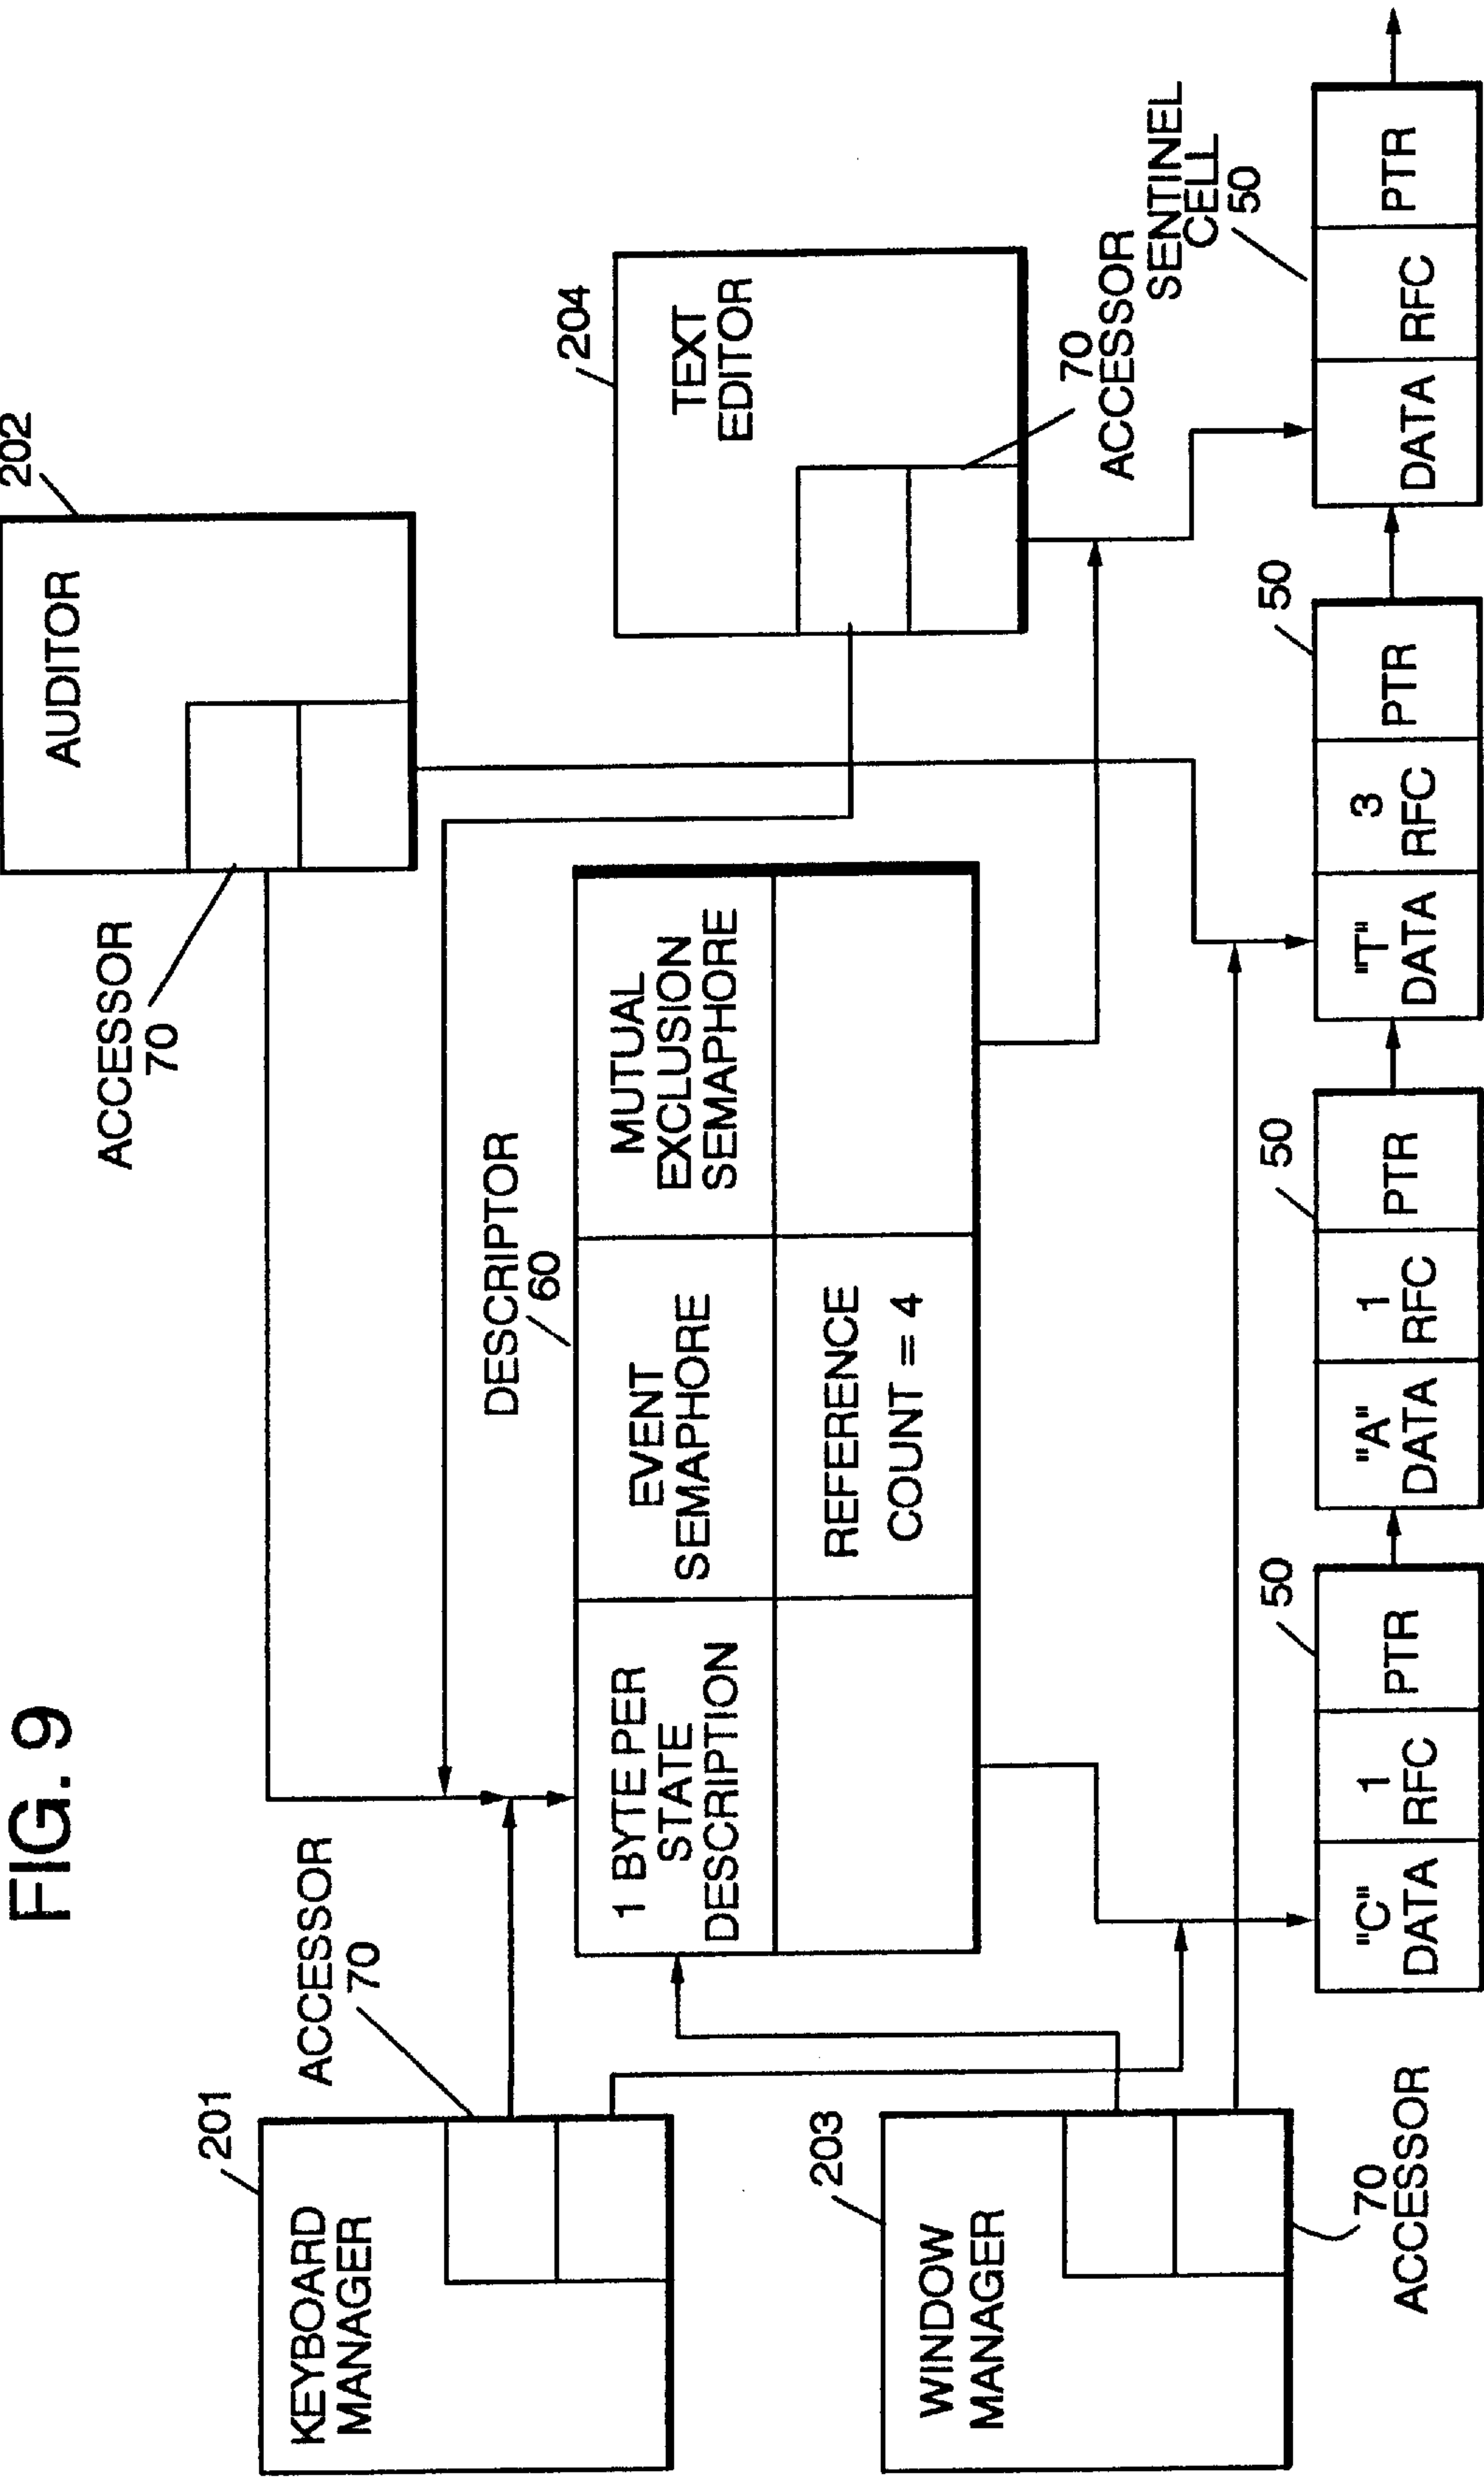 FIG. 9
202
AUDITOR
ACCESSOR
70
201
KEYBOARD
MANAGER
ACCESSOR
70
DESCRIPTOR
60
1 BYTE PER
STATE
DESCRIPTION
EVENT
SEMAPHORE
MUTUAL
EXCLUSION
SEMAPHORE
REFERENCE
COUNT = 4
204
TEXT
EDITOR
70
ACCESSOR
203
WINDOW
MANAGER
70
ACCESSOR
SENTINEL
CELL
50
50
"C"
DATA
1
RFC
PTR
50
"A"
DATA
1
RFC
PTR
50
"T"
DATA
3
RFC
PTR
DATA
RFC
PTR